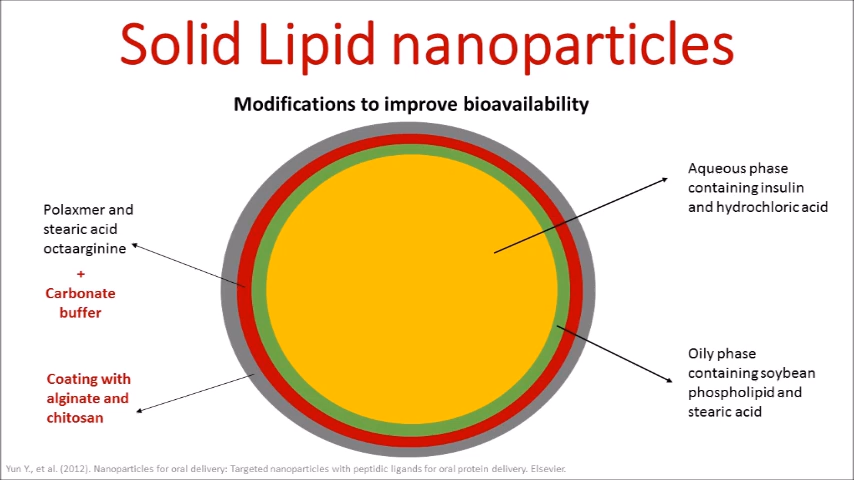 Solid Lipid nanoparticles
Modifications to improve bioavailability
Aqueous phase
containing insulin
and hydrochloric acid
Polaxmer and
stearic acid
octaarginine
+
Carbonate
buffer
Oily phase
containing soybean
phospholipid and
stearic acid
Coating with
alginate and
chitosan
Yun Y., et al. (2012). Nanoparticles for oral delivery: Targeted nanoparticles with peptidic ligands for oral protein delivery. Elsevier.